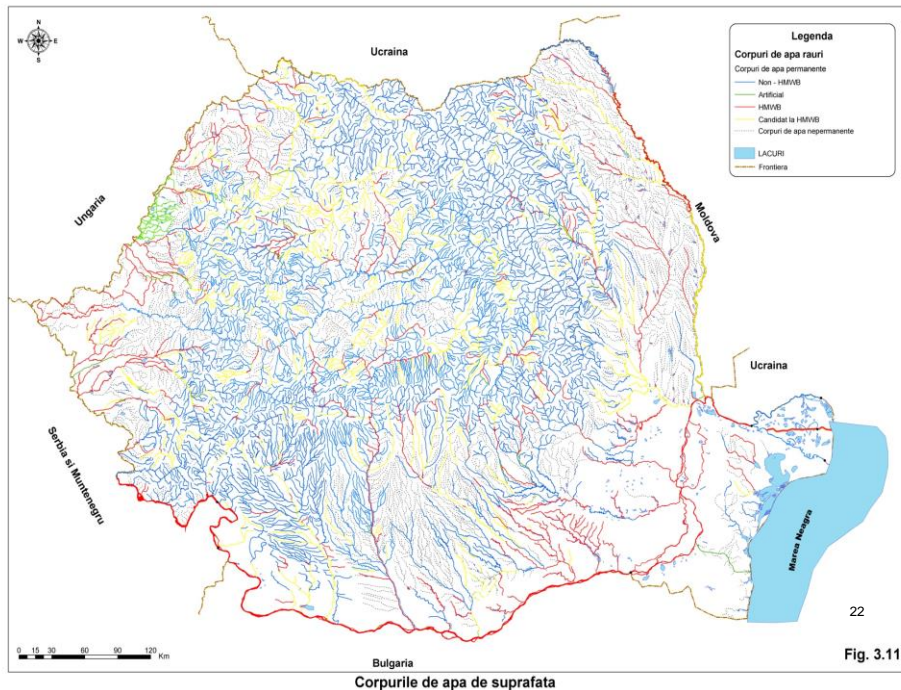 N
W
E
S
Ucraina
Legenda
Corpuri de apa rauri
Corpuri de apa permanente
Non - HMWB
Artificial
HMWB
Candidat la HMWB
Corpuri de apa nepermanente
LACURI
Frontiera
Ungaria
Moldova
Ucraina
Serbia si Muntenegru
Marea Neagra
22
0 15 30 60 90 120
Km
Bulgaria
Fig. 3.11
Corpurile de apa de suprafata